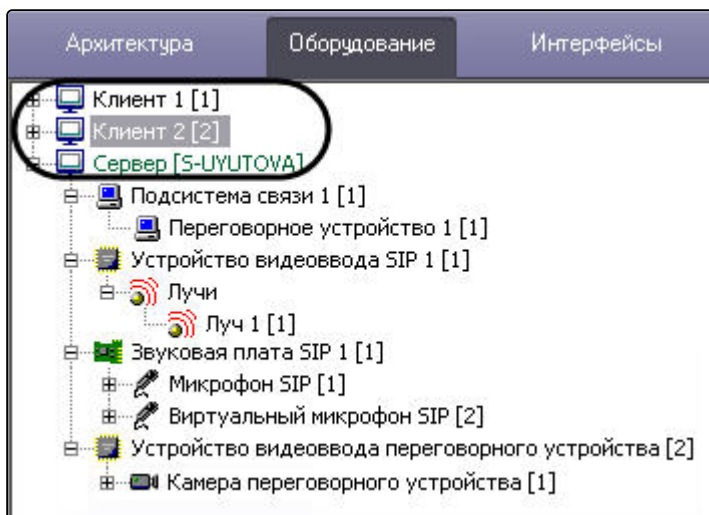 Архитектура Оборудование Интерфейсы
Клиент 1 [1]
Клиент 2 [2]
Сервер [S-UYUTOVA]
Подсистема связи 1 [1]
Переговорное устройство 1 [1]
Устройство видеоввода SIP 1 [1]
Лучи
Луч 1 [1]
Звуковая плата SIP 1 [1]
Микрофон SIP [1]
Виртуальный микрофон SIP [2]
Устройство видеоввода переговорного устройства [2]
Камера переговорного устройства [1]